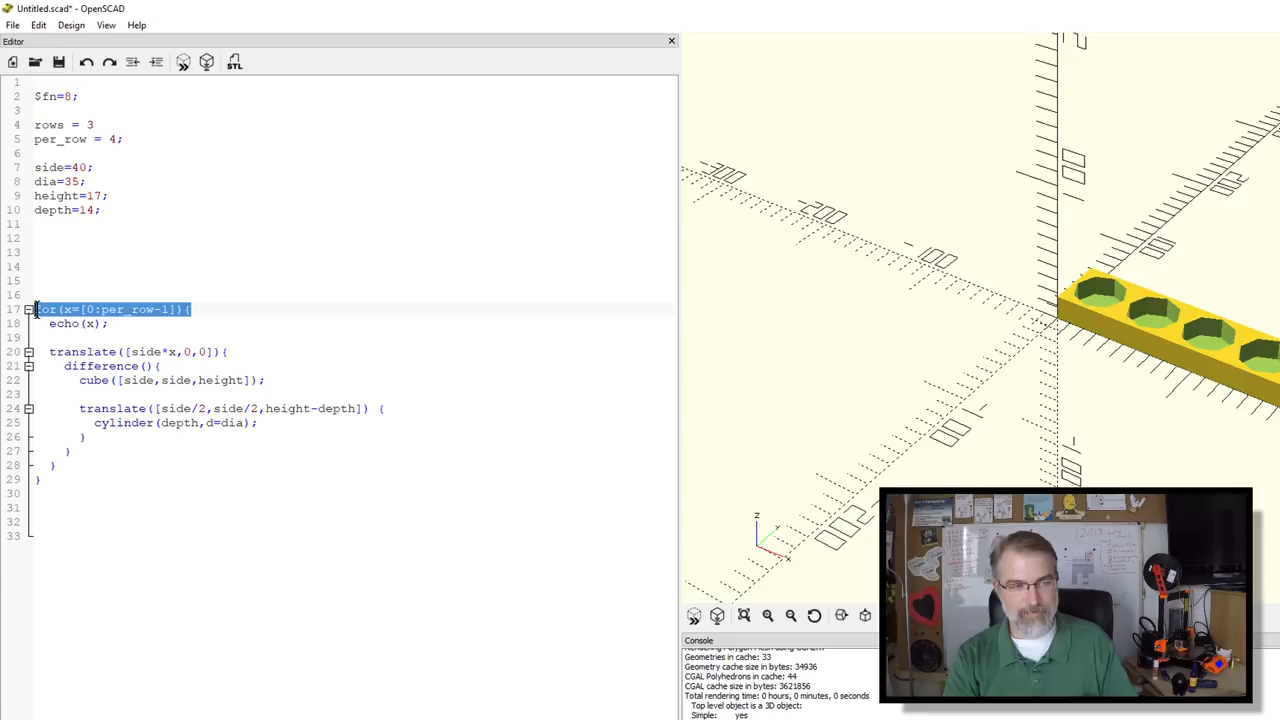 Untitled.scad* - OpenSCAD
File Edit Design View Help
Editor
STL
1
2 $fn=8;
3
4 rows = 3
5 per_row = 4;
6
7 side=40;
8 dia=35;
9 height=17;
10 depth=14;
11
12
13
14
15
16
17 for(x=[0:per_row-1]){
18 echo(x);
19
20 translate([side*x,0,0]){
21 difference(){
22 cube([side,side,height]);
23
24 translate([side/2,side/2,height-depth]) {
25 cylinder(depth,d=dia);
26 }
27 }
28 }
29 }
30
31
32
33
z
y
x
Console
Geometries in cache: 33
Geometry cache size in bytes: 34936
CGAL Polyhedrons in cache: 44
CGAL cache size in bytes: 3621856
Total rendering time: 0 hours, 0 minutes, 0 seconds
Top level object is a 3D object:
Simple: yes